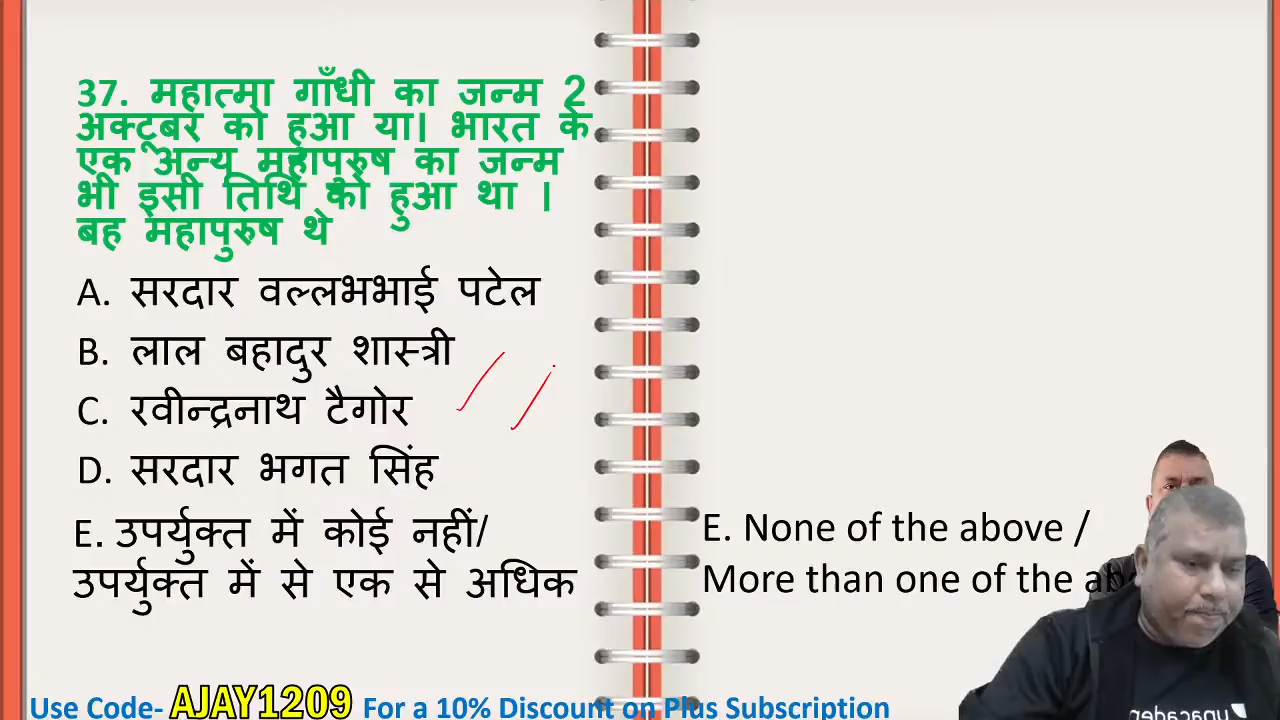 37. महात्मा गाँधी का जन्म 2
अक्टूबर को हुआ या। भारत के
एक अन्य महापुरुष का जन्म
भी इसी तिथि को हुआ था ।
बह महापुरुष थे
A. सरदार वल्लभभाई पटेल
B. लाल बहादुर शास्त्री
C. रवीन्द्रनाथ टैगोर
D. सरदार भगत सिंह
E. उपर्युक्त में कोई नहीं/
उपर्युक्त में से एक से अधिक
E. None of the above /
More than one of the
Use Code- AJAY1209 For a 10% Discount on Plus Subscription